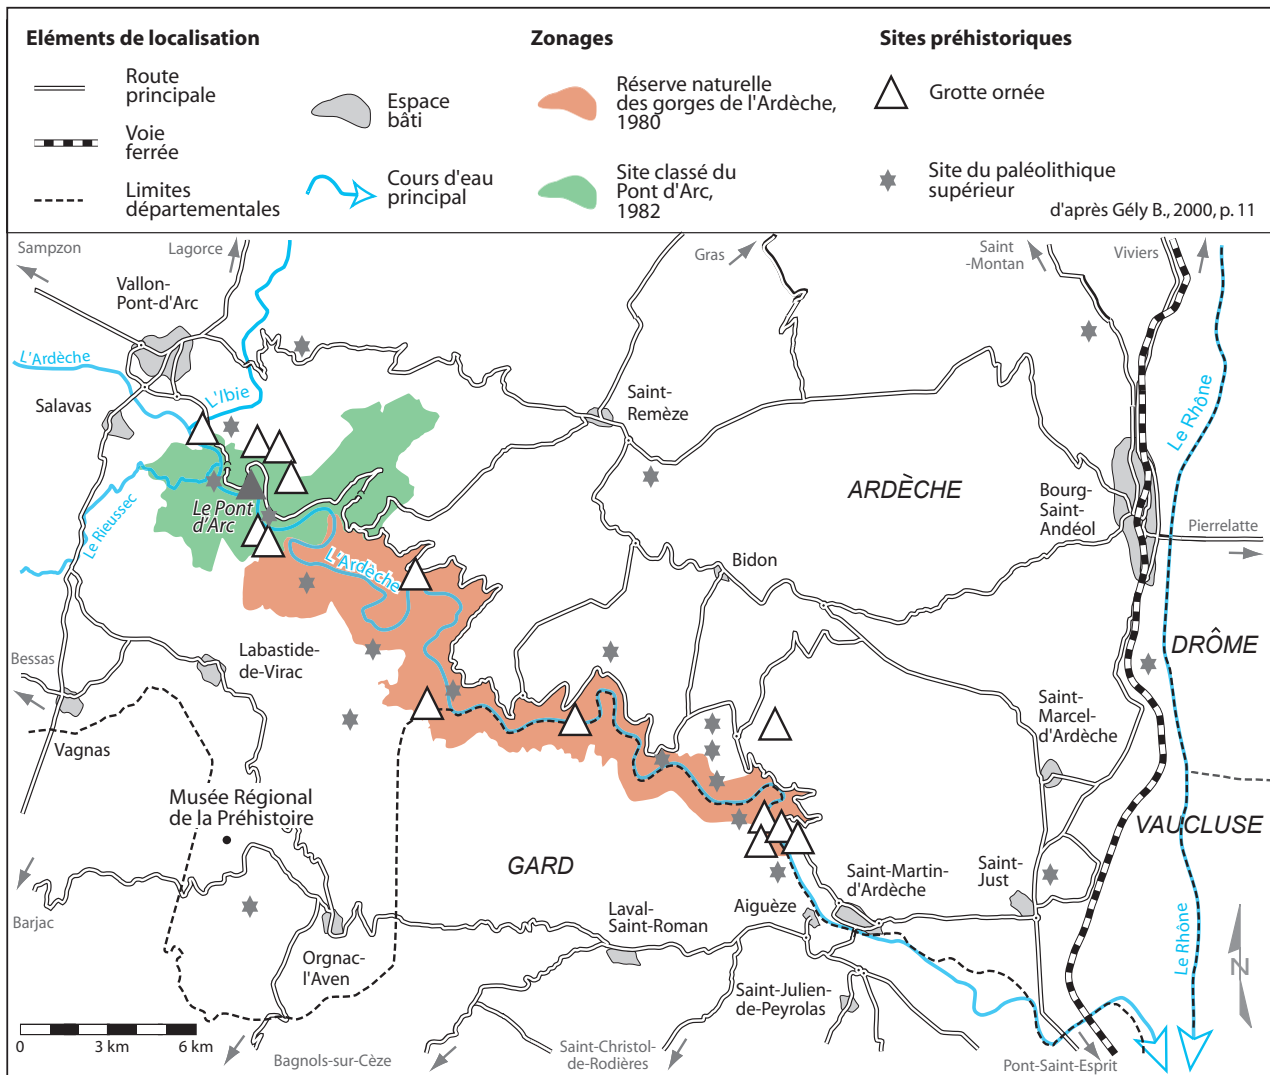 Eléments de localisation
Route
principale
Voie
ferrée
Limites
départementales
Espace
bâti
Cours d'eau
principal
Zonages
Réserve naturelle
des gorges de l'Ardèche,
1980
Site classé du
Pont d'Arc,
1982
Sites préhistoriques
Grotte ornée
Site du paléolithique
supérieur
d'après Gély B., 2000, p. 11
Sampzon
Lagorce
Gras
Saint
-Montan
Viviers
Vallon-
Pont-d'Arc
L'Ardèche
L'Ibie
Salavas
Saint-
Remèze
Le Rhône
ARDÈCHE
Bourg-
Saint-
Andéol
Le Pont
d'Arc
Le Rieussec
Pierrelatte
L'Ardèche
Bidon
Labastide-
de-Virac
Bessas
DRÔME
Saint-
Marcel-
d'Ardèche
Vagnas
Musée Régional
de la Préhistoire
VAUCLUSE
GARD
Saint-Martin-
d'Ardèche
Saint-
Just
Barjac
Laval-
Saint-Roman
Aiguèze
Le Rhône
Orgnac-
l'Aven
Saint-Julien-
de-Peyrolas
N
0
3 km
6 km
Bagnols-sur-Cèze
Saint-Christol-
de-Rodières
Pont-Saint-Esprit